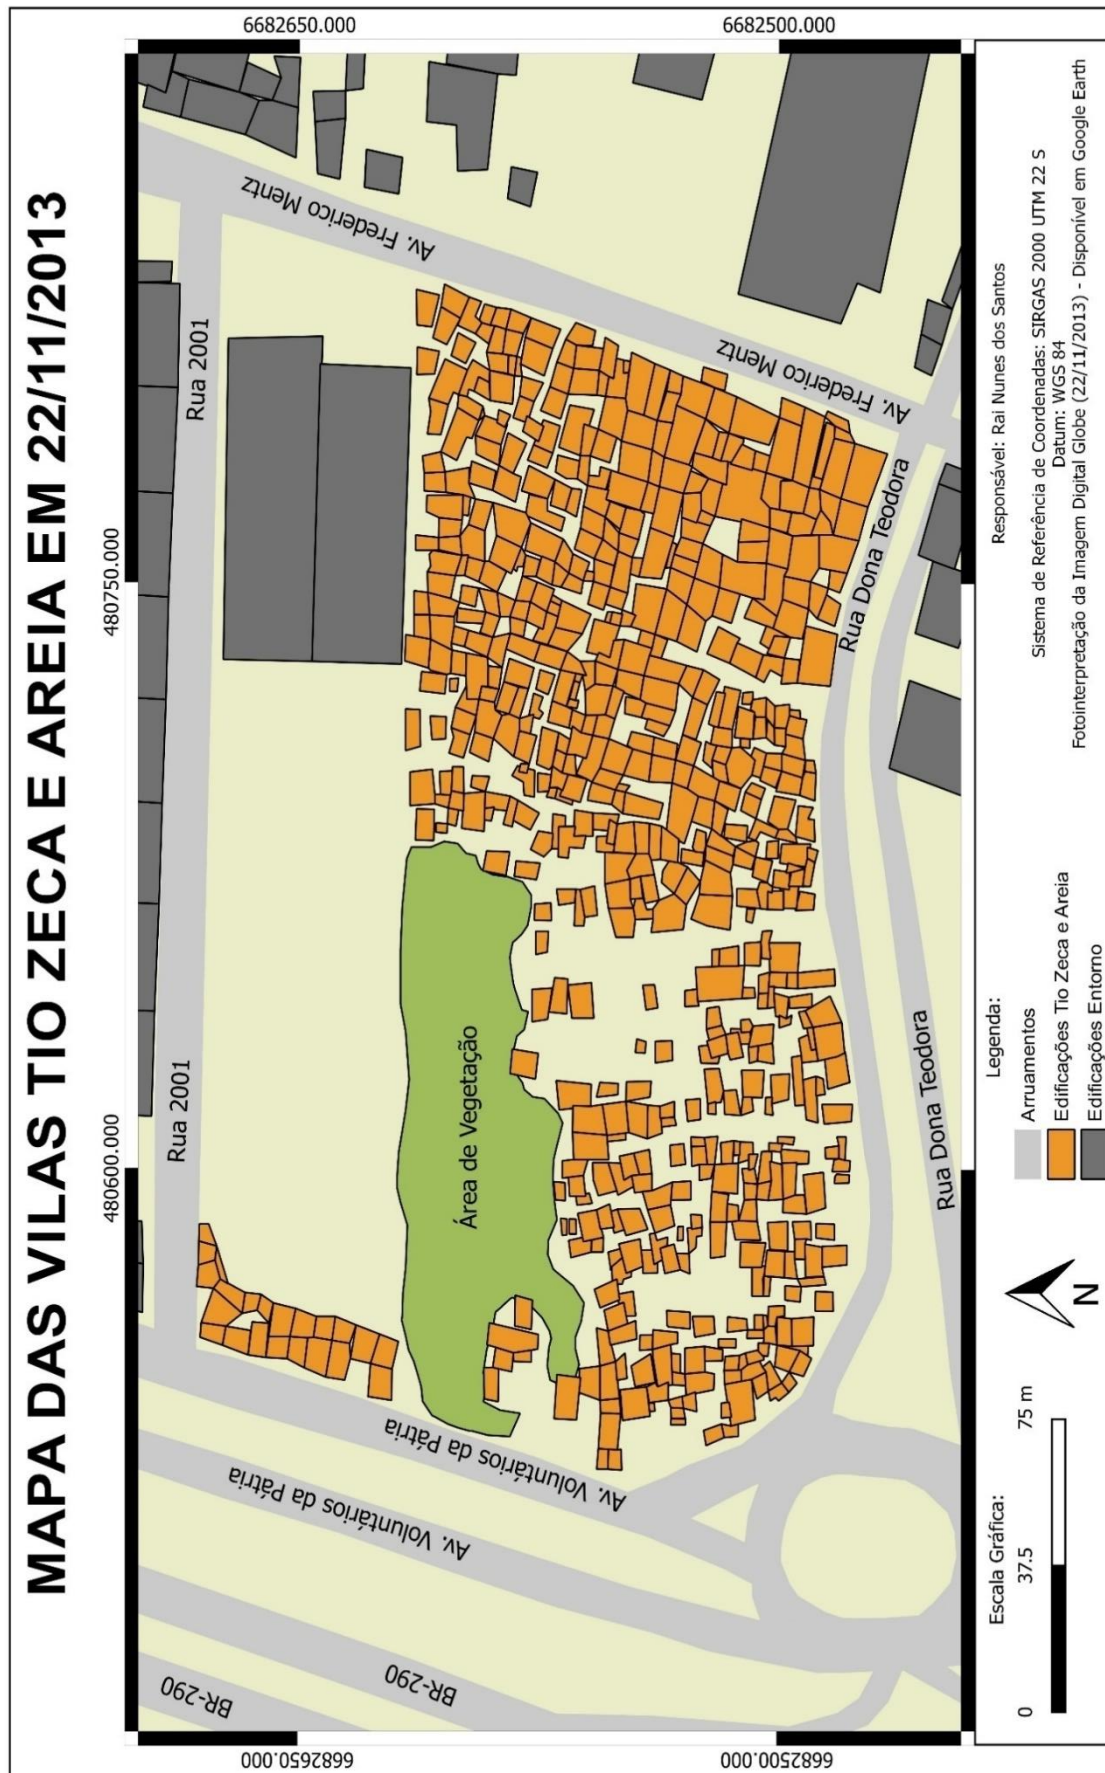 MAPA DAS VILAS TIO ZECA E AREIA EM 22/11/2013
480600.000
480750.000
6682650.000
6682650.000
6682500.000
6682500.000
BR-290
BR-290
Av. Voluntários da Pátria
Av. Voluntários da Pátria
Rua 2001
Rua 2001
Área de Vegetação
Av. Frederico Mentz
Av. Frederico Mentz
Rua Dona Teodora
Rua Dona Teodora
Escala Gráfica:
0 37.5 75 m
N
Legenda:
Arruamentos
Edificações Tio Zeca e Areia
Edificações Entorno
Responsável: Rai Nunes dos Santos
Sistema de Referência de Coordenadas: SIRGAS 2000 UTM 22 S
Datum: WGS 84
Fotointerpretação da Imagem Digital Globe (22/11/2013) - Disponível em Google Earth